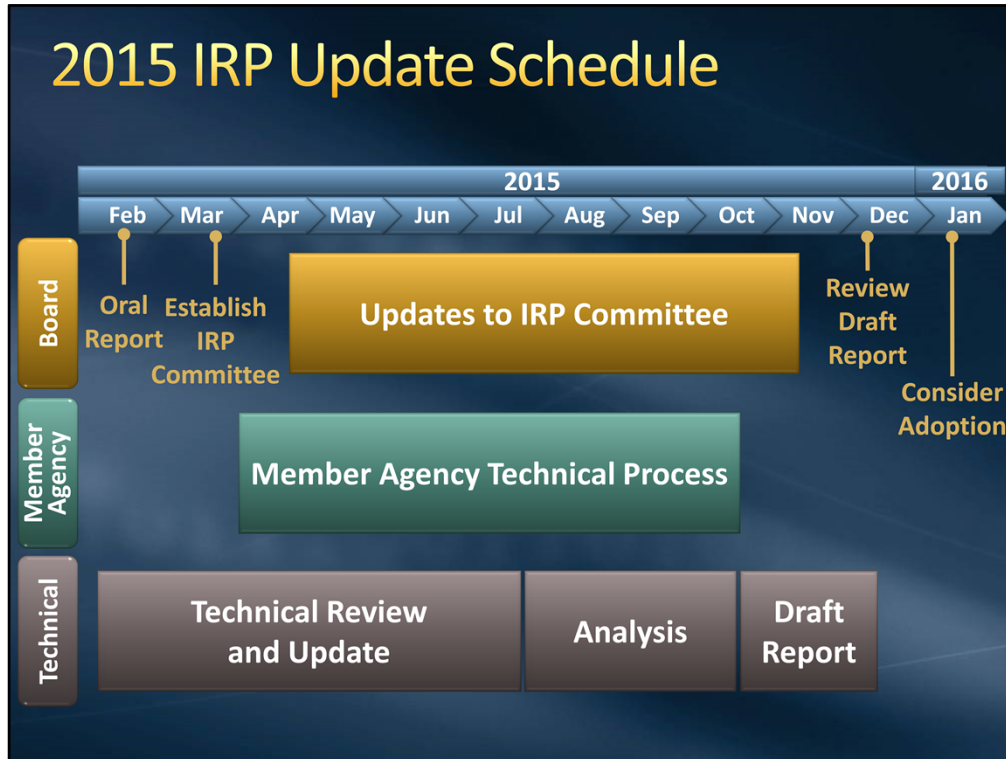 2015 IRP Update Schedule
2015
2016
Feb
Mar
Apr
May
Jun
Jul
Aug
Sep
Oct
Nov
Dec
Jan
Board
Oral
Report
Establish
IRP
Committee
Updates to IRP Committee
Review
Draft
Report
Consider
Adoption
Member
Agency
Member Agency Technical Process
Technical
Technical Review
and Update
Analysis
Draft
Report